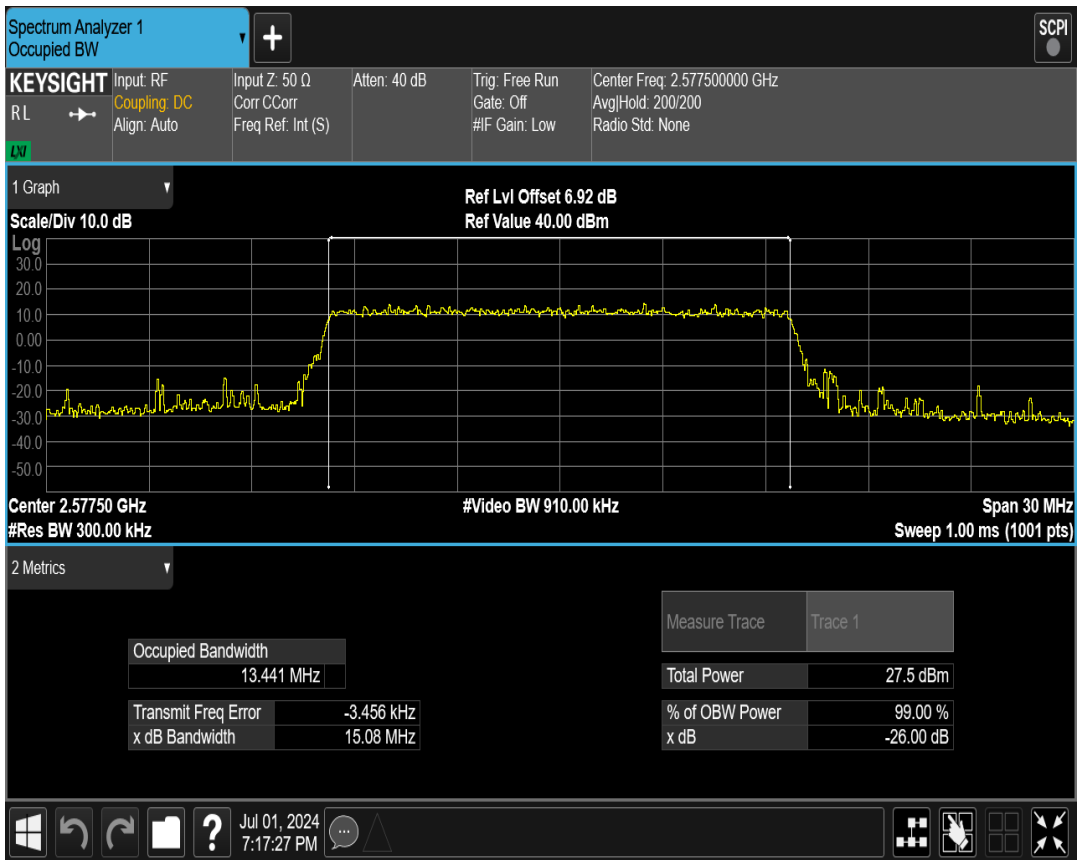 Spectrum Analyzer 1
Occupied BW
+
SCPI
KEYSIGHT
RL
LXI
Input: RF
Coupling: DC
Align: Auto
Input Z: 50 Ω
Corr CCorr
Freq Ref: Int (S)
Atten: 40 dB
Trig: Free Run
Gate: Off
#IF Gain: Low
Center Freq: 2.577500000 GHz
Avg|Hold: 200/200
Radio Std: None
1 Graph
Scale/Div 10.0 dB
Ref Lvl Offset 6.92 dB
Ref Value 40.00 dBm
Log
30.0
20.0
10.0
0.00
-10.0
-20.0
-30.0
-40.0
-50.0
Center 2.57750 GHz
#Video BW 910.00 kHz
Span 30 MHz
#Res BW 300.00 kHz
Sweep 1.00 ms (1001 pts)
2 Metrics
Measure Trace Trace 1
Occupied Bandwidth
13.441 MHz
Total Power 27.5 dBm
Transmit Freq Error -3.456 kHz
% of OBW Power 99.00 %
x dB Bandwidth 15.08 MHz
x dB -26.00 dB
?
Jul 01, 2024
7:17:27 PM